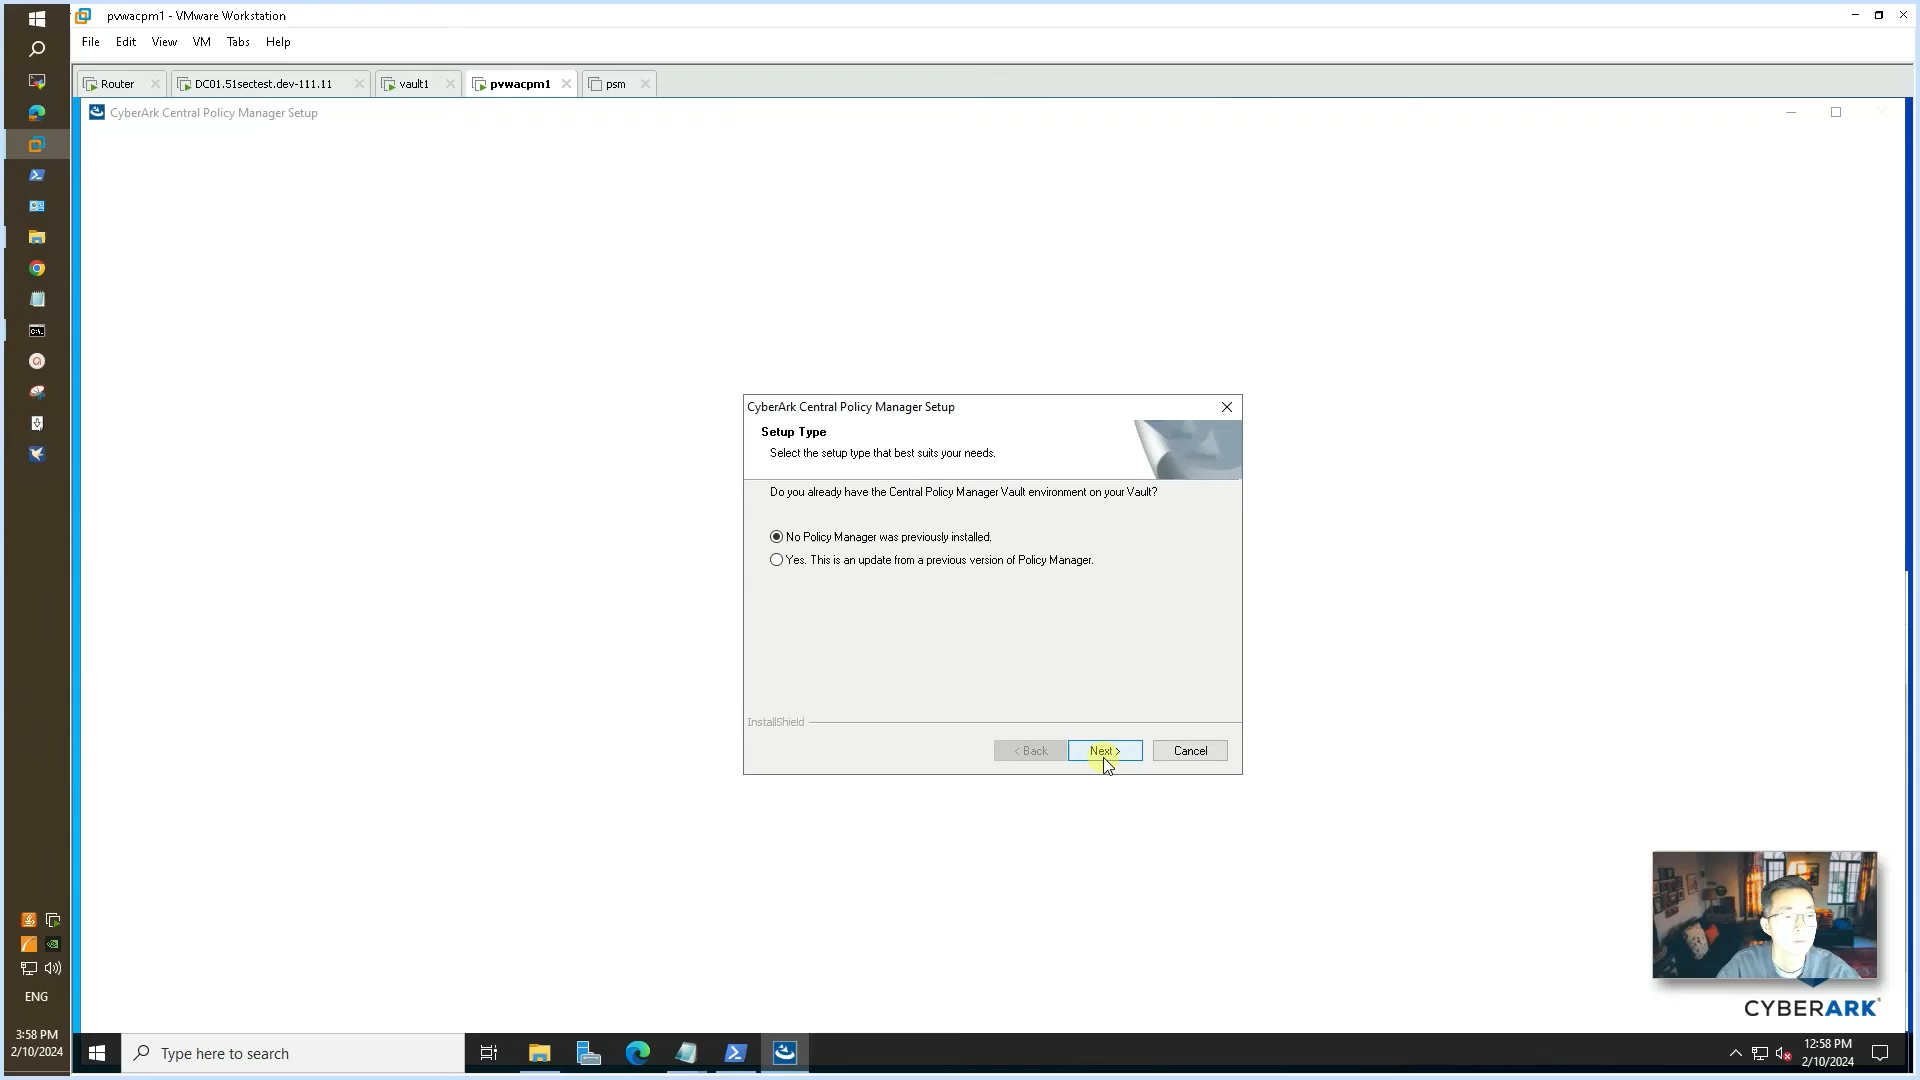 pvwacpm1 - VMware Workstation
File Edit View VM Tabs Help
Router DC01.51sectest.dev-111.11 vault1 pvwacpm1 psm
CyberArk Central Policy Manager Setup
CyberArk Central Policy Manager Setup
Setup Type
Select the setup type that best suits your needs.
Do you already have the Central Policy Manager Vault environment on your Vault?
No Policy Manager was previously installed.
Yes. This is an update from a previous version of Policy Manager.
InstallShield
< Back Next > Cancel
CYBERARK
ENG
3:58 PM
2/10/2024
Type here to search
12:58 PM
2/10/2024